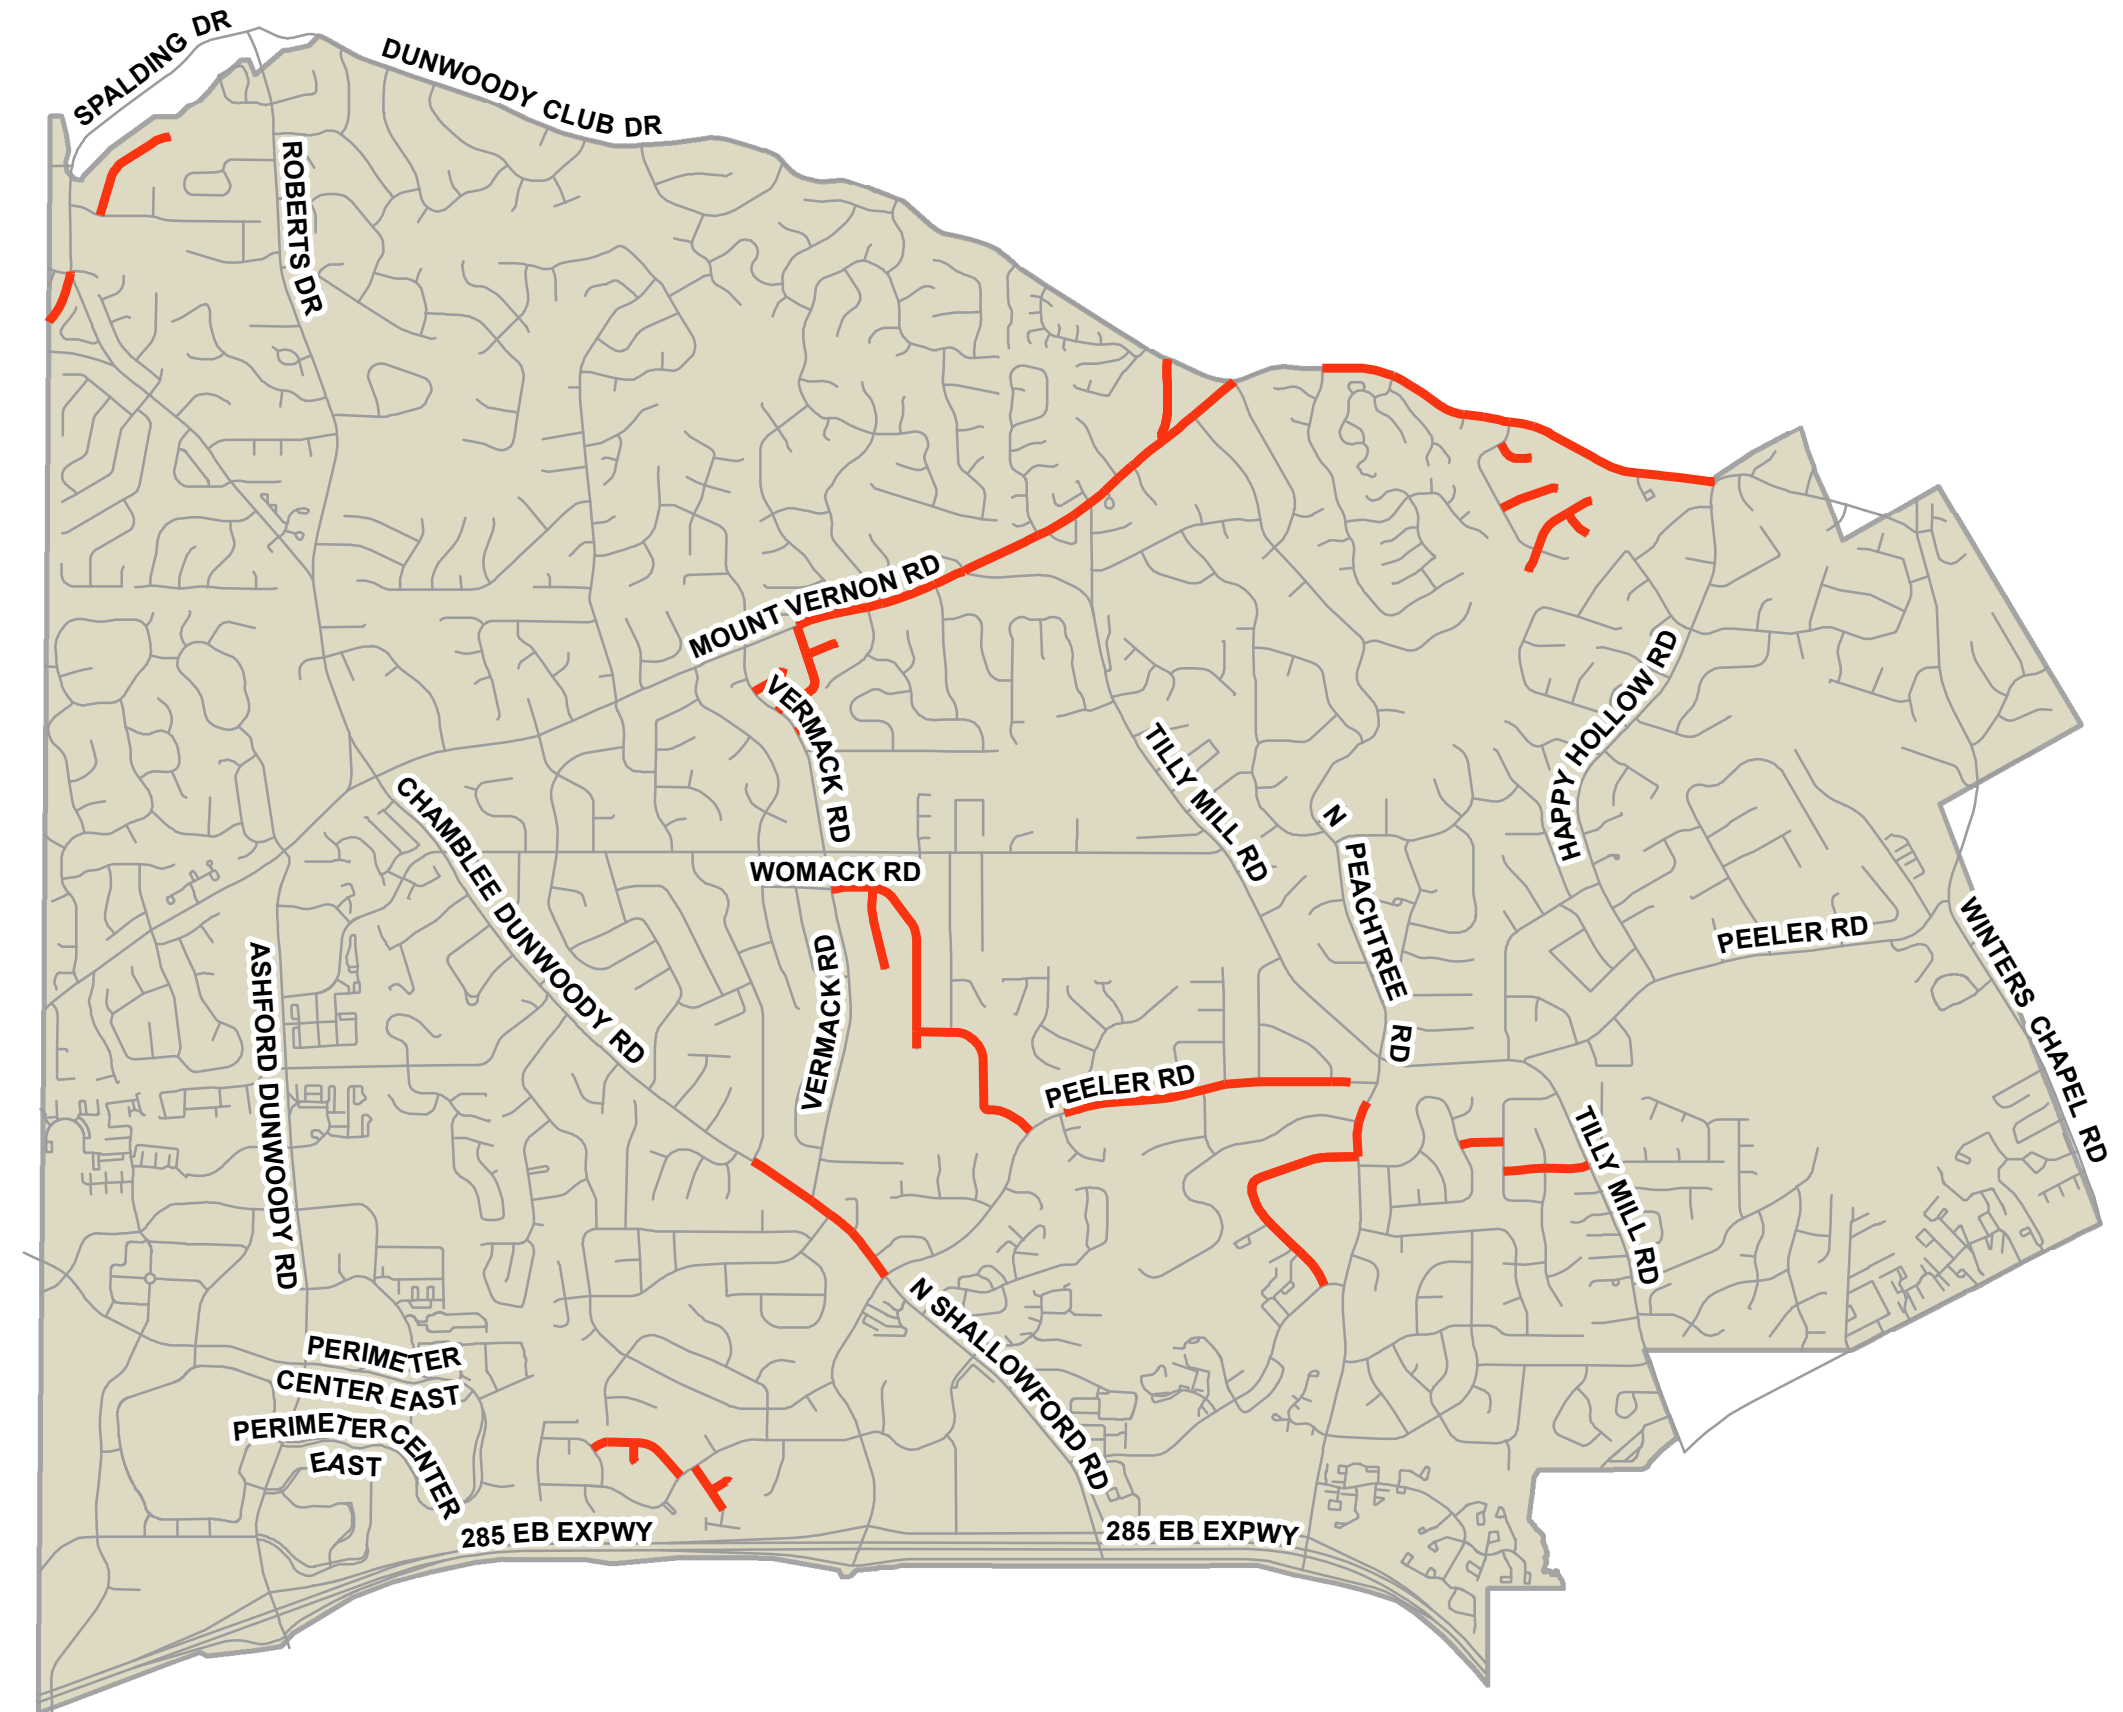 SPALDING DR
DUNWOODY CLUB DR
ROBERTS DR
MOUNT VERNON RD
VERMACK RD
TILLY MILL RD
HAPPY HOLLOW RD
N PEACHTREE RD
CHAMBLEE DUNWOODY RD
WOMACK RD
PEELER RD
WINTERS CHAPEL RD
ASHFORD DUNWOODY RD
VERMACK RD
PEELER RD
TILLY MILL RD
N SHALLOWFORD RD
PERIMETER
CENTER EAST
PERIMETER CENTER
EAST
285 EB EXPWY
285 EB EXPWY